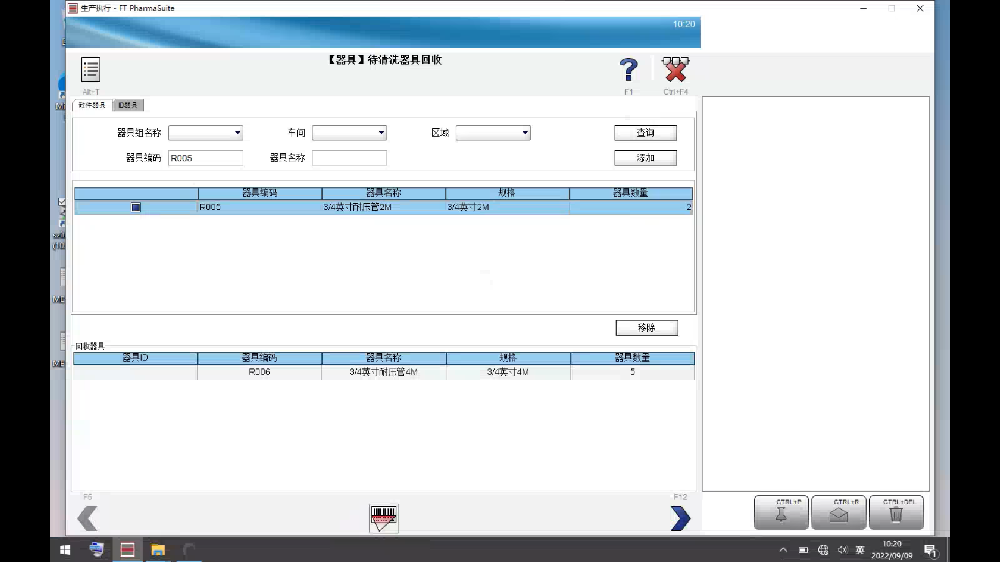 生产执行 - FT PharmaSuite
10:20
【器具】待清洗器具回收
Alt+T
F1
Ctrl+F4
散件器具
ID器具
器具组名称
车间
区域
查询
器具编码
R005
器具名称
添加
器具编码
器具名称
规格
器具数量
R005
3/4英寸耐压管2M
3/4英寸2M
2
移除
回收器具
器具ID
器具编码
器具名称
规格
器具数量
R006
3/4英寸耐压管4M
3/4英寸4M
5
F5
F12
CTRL+P
CTRL+R
CTRL+DEL
szit
ME
ME
英
10:20
2022/09/09
1